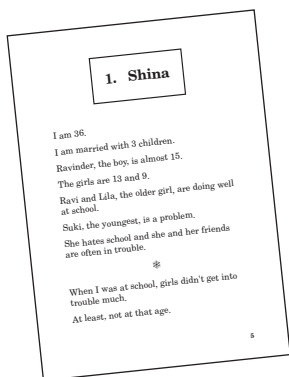 1. Shina
I am 36.
I am married with 3 children.
Ravinder, the boy, is almost 15.
The girls are 13 and 9.
Ravi and Lila, the older girl, are doing well
at school.
Suki, the youngest, is a problem.
She hates school and she and her friends
are often in trouble.
When I was at school, girls didn't get into
trouble much.
At least, not at that age.
5